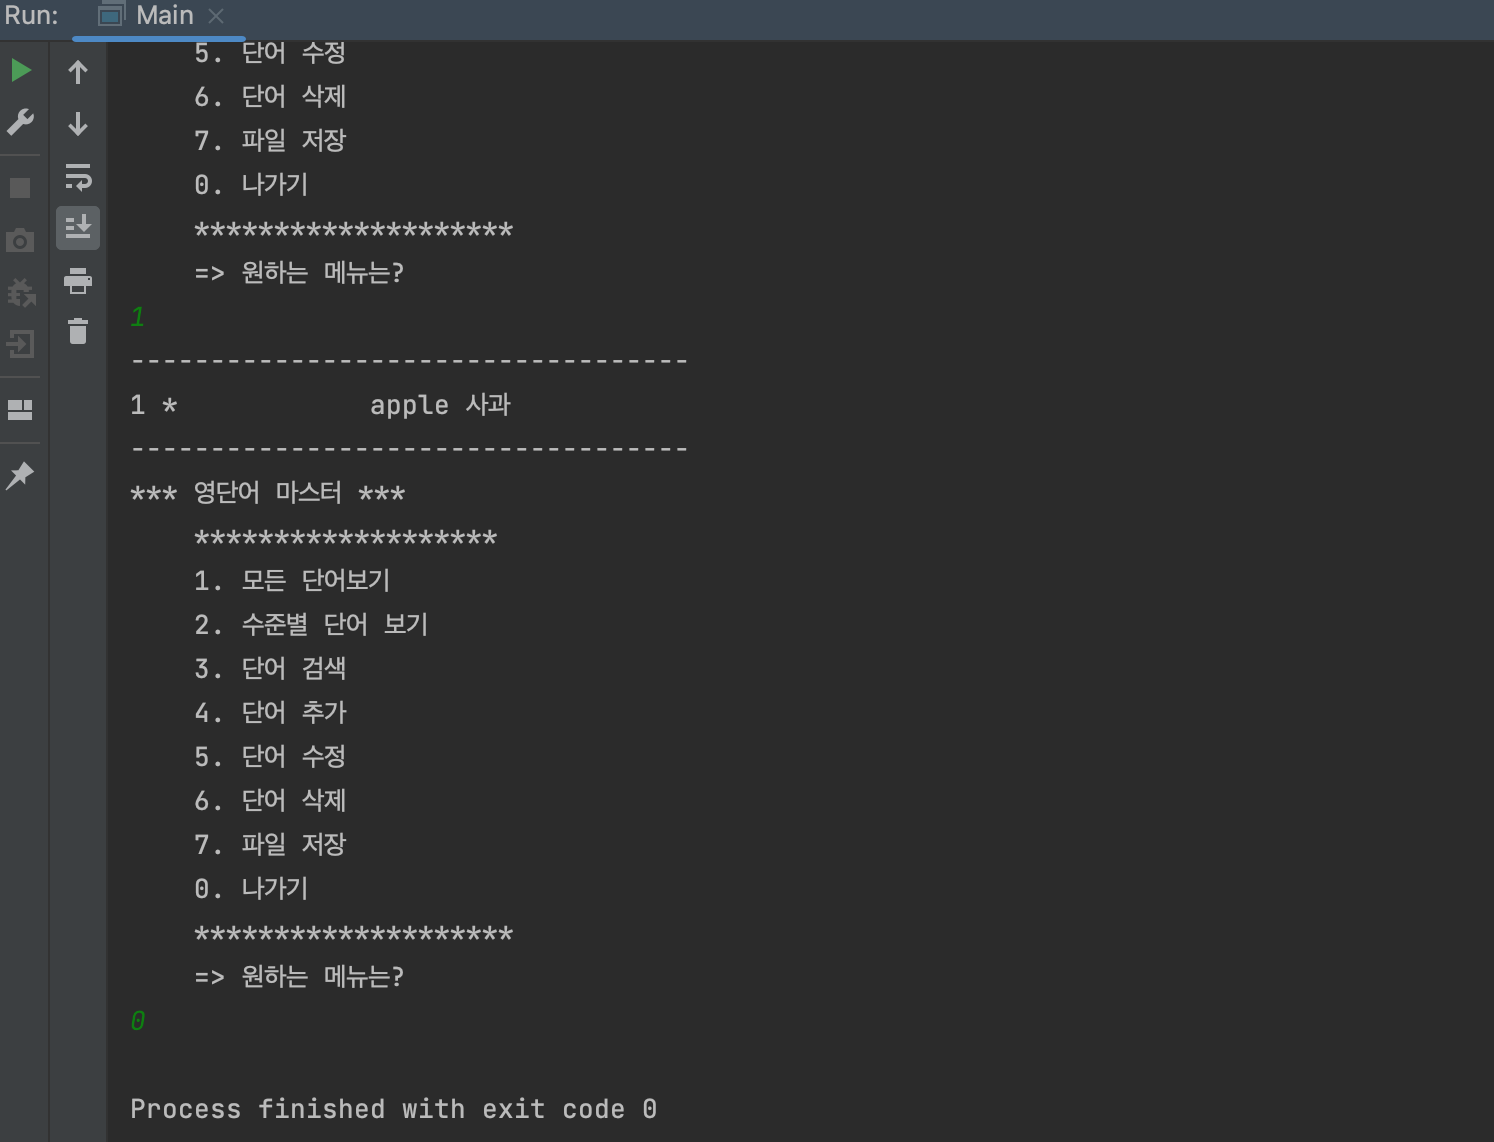 Run: Main
5. 단어 수정
6. 단어 삭제
7. 파일 저장
0. 나가기
********************
=> 원하는 메뉴는?
1
-----------------------------------
1 *            apple 사과
-----------------------------------
*** 영단어 마스터 ***
*******************
1. 모든 단어보기
2. 수준별 단어 보기
3. 단어 검색
4. 단어 추가
5. 단어 수정
6. 단어 삭제
7. 파일 저장
0. 나가기
********************
=> 원하는 메뉴는?
0
Process finished with exit code 0